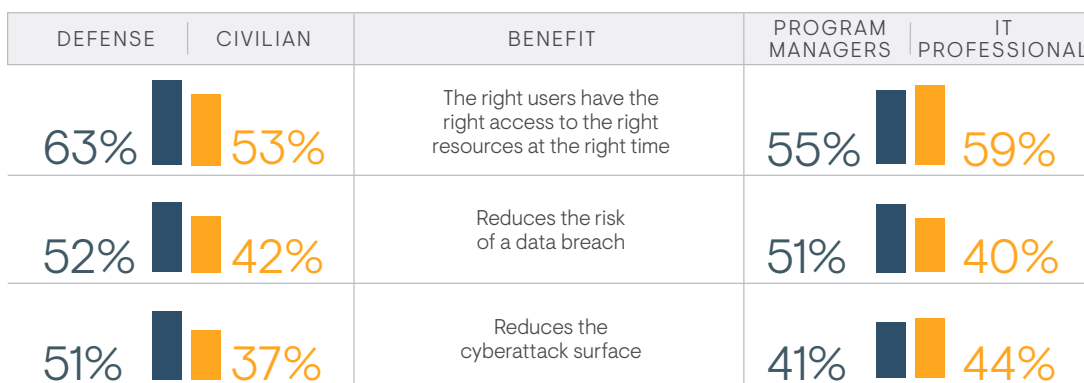 DEFENSE CIVILIAN BENEFIT PROGRAM MANAGERS IT PROFESSIONAL
63% 53%
The right users have the
right access to the right
resources at the right time
55% 59%
52% 42%
Reduces the risk
of a data breach
51% 40%
51% 37%
Reduces the
cyberattack surface
41% 44%